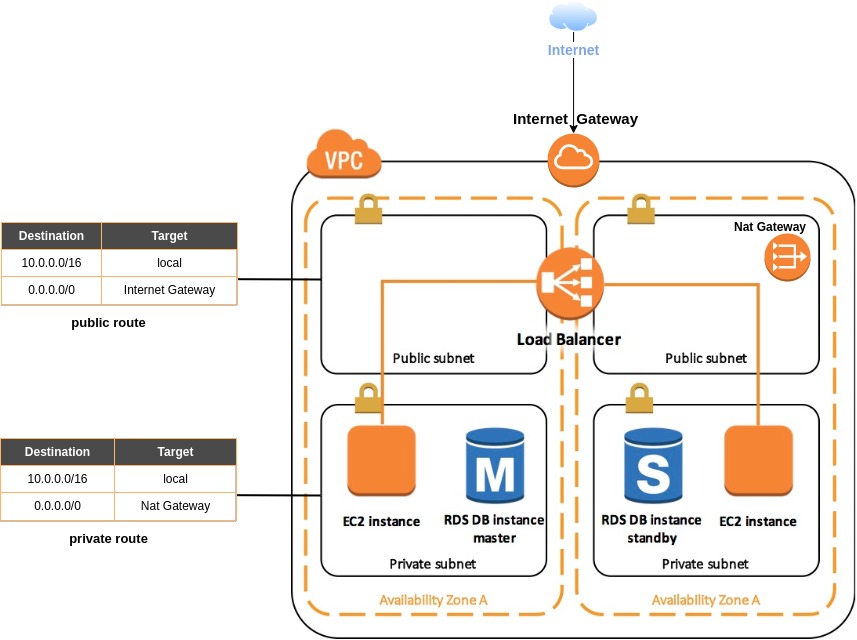 Internet
Internet Gateway
VPC
Nat Gateway
Destination Target
10.0.0.0/16 local
0.0.0.0/0 Internet Gateway
public route
Load Balancer
Public subnet
Public subnet
Destination Target
10.0.0.0/16 local
0.0.0.0/0 Nat Gateway
private route
M
S
EC2 instance
RDS DB instance
master
RDS DB instance
standby
EC2 instance
Private subnet
Private subnet
Availability Zone A
Availability Zone A